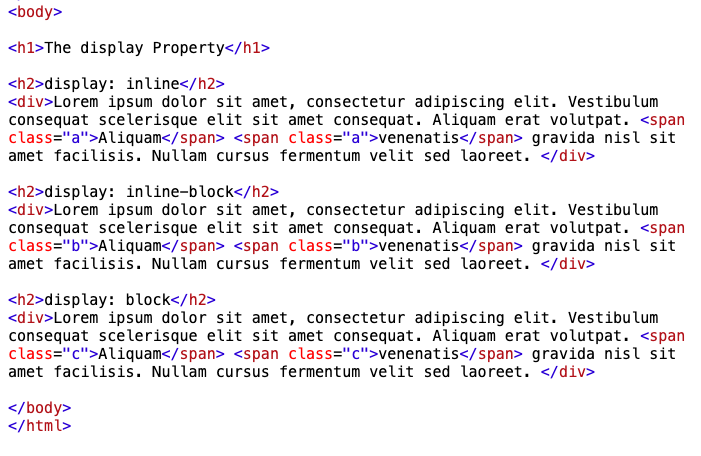 <body>
<h1>The display Property</h1>
<h2>display: inline</h2>
<div>Lorem ipsum dolor sit amet, consectetur adipiscing elit. Vestibulum
consequat scelerisque elit sit amet consequat. Aliquam erat volutpat. <span
class="a">Aliquam</span> <span class="a">venenatis</span> gravida nisl sit
amet facilisis. Nullam cursus fermentum velit sed laoreet. </div>
<h2>display: inline-block</h2>
<div>Lorem ipsum dolor sit amet, consectetur adipiscing elit. Vestibulum
consequat scelerisque elit sit amet consequat. Aliquam erat volutpat. <span
class="b">Aliquam</span> <span class="b">venenatis</span> gravida nisl sit
amet facilisis. Nullam cursus fermentum velit sed laoreet. </div>
<h2>display: block</h2>
<div>Lorem ipsum dolor sit amet, consectetur adipiscing elit. Vestibulum
consequat scelerisque elit sit amet consequat. Aliquam erat volutpat. <span
class="c">Aliquam</span> <span class="c">venenatis</span> gravida nisl sit
amet facilisis. Nullam cursus fermentum velit sed laoreet. </div>
</body>
</html>